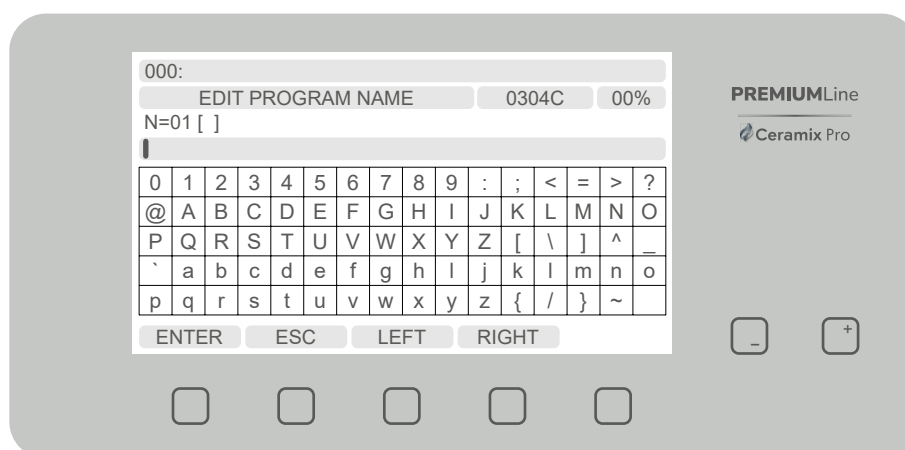 000:
EDIT PROGRAM NAME 0304C 00%
N=01 [ ]
0 1 2 3 4 5 6 7 8 9 : ; < = > ?
@ A B C D E F G H I J K L M N O
P Q R S T U V W X Y Z [ \ ] ^ _
` a b c d e f g h l j k l m n o
p q r s t u v w x y z { / } ~
ENTER ESC LEFT RIGHT
PREMIUMLine
Ceramix Pro
_ +